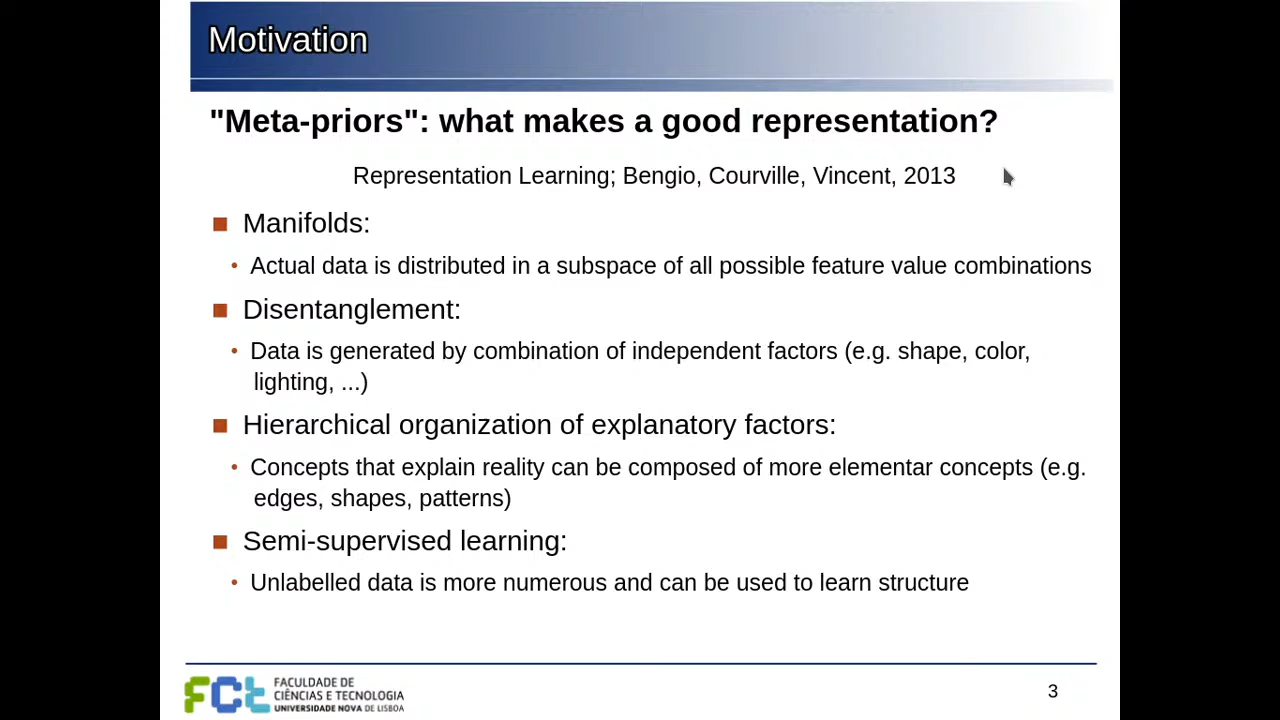 Motivation
"Meta-priors": what makes a good representation?
Representation Learning; Bengio, Courville, Vincent, 2013
Manifolds:
Actual data is distributed in a subspace of all possible feature value combinations
Disentanglement:
Data is generated by combination of independent factors (e.g. shape, color,
lighting, ...)
Hierarchical organization of explanatory factors:
Concepts that explain reality can be composed of more elementar concepts (e.g.
edges, shapes, patterns)
Semi-supervised learning:
Unlabelled data is more numerous and can be used to learn structure
FCt
FACULDADE DE
CIÊNCIAS E TECNOLOGIA
UNIVERSIDADE NOVA DE LISBOA
3